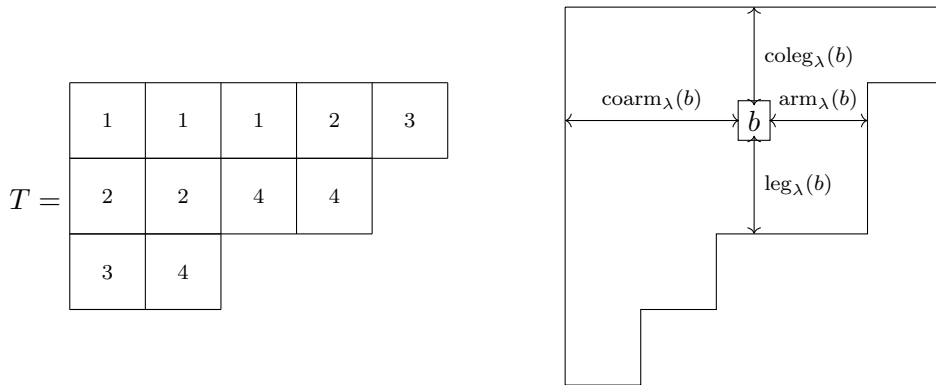 T =
1 1 1 2 3
2 2 4 4
3 4
coleg_λ(b)
coarm_λ(b) b arm_λ(b)
leg_λ(b)